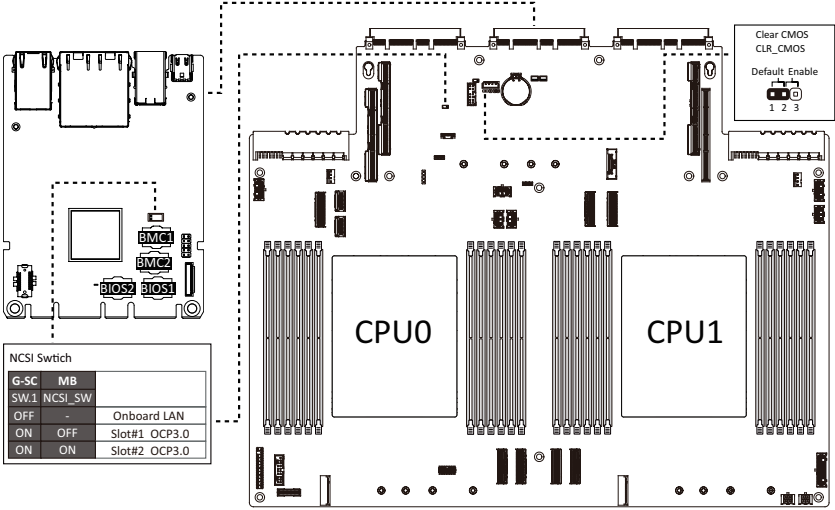 Clear CMOS
CLR_CMOS
Default Enable
1 2 3
BMC1
BMC2
BIOS2 BIOS1
CPU0
CPU1
NCSI Swtich
G-SC MB
SW.1 NCSI_SW
OFF - Onboard LAN
ON OFF Slot#1 OCP3.0
ON ON Slot#2 OCP3.0